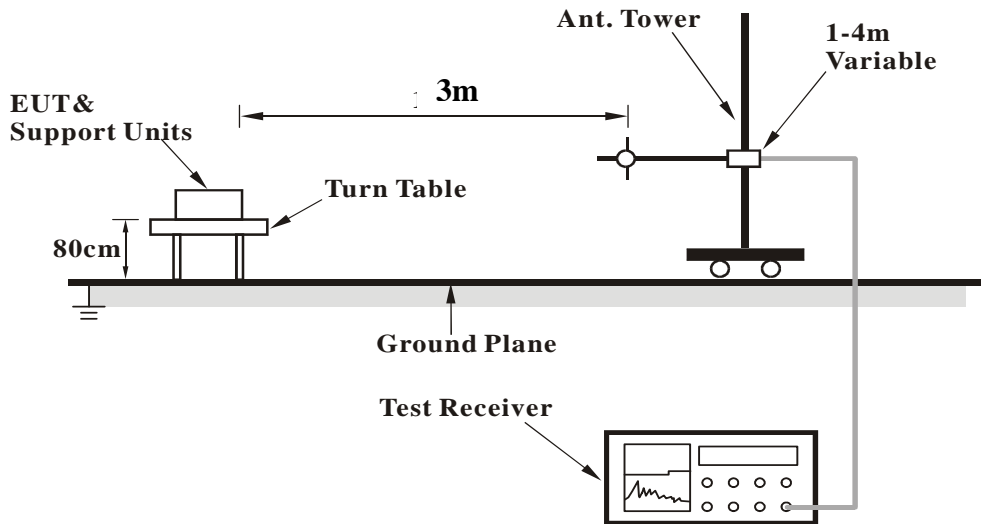 Ant. Tower
1-4m
Variable
3m
EUT&
Support Units
Turn Table
80cm
Ground Plane
Test Receiver